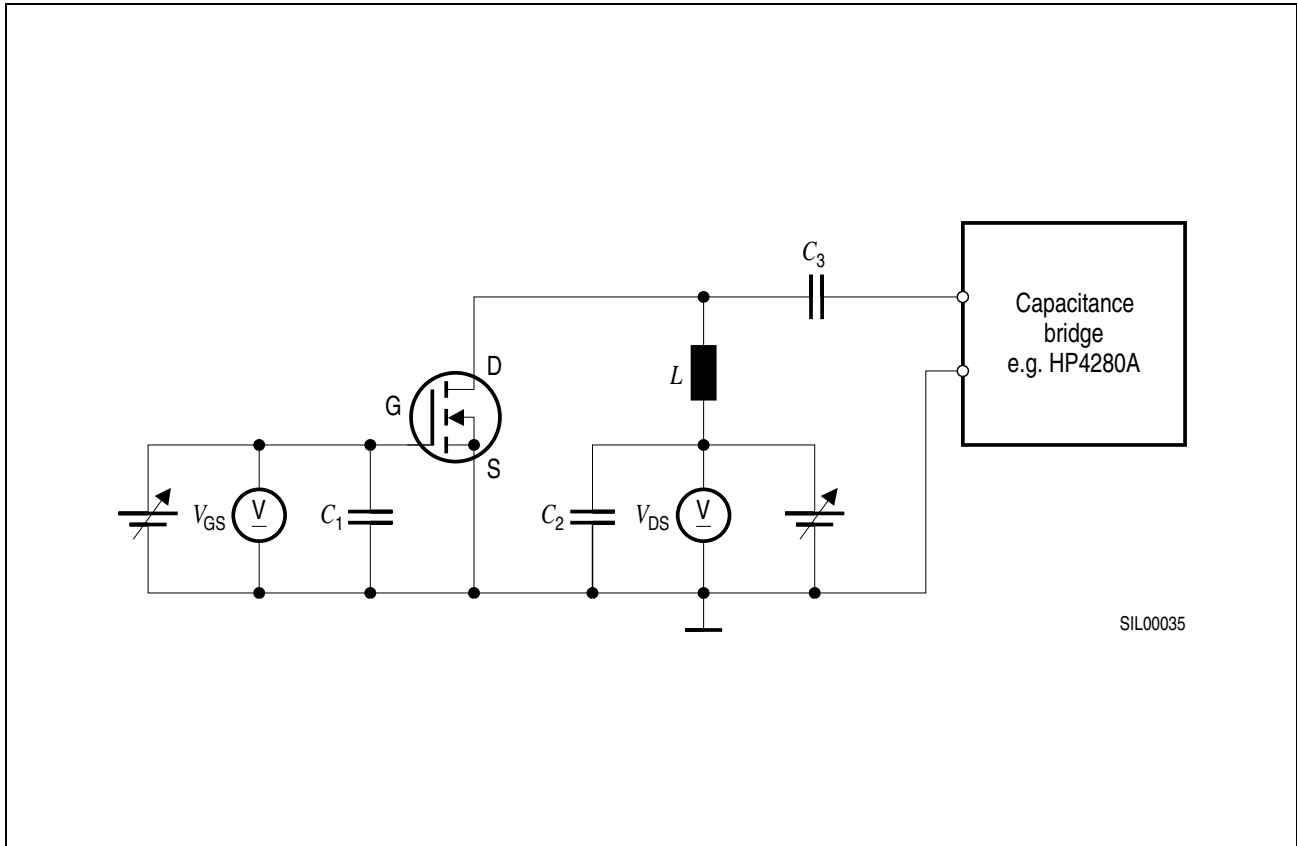 C3
Capacitance
bridge
e.g. HP4280A
D
L
G
S
VGS
V
C1
C2
VDS
V
SIL00035